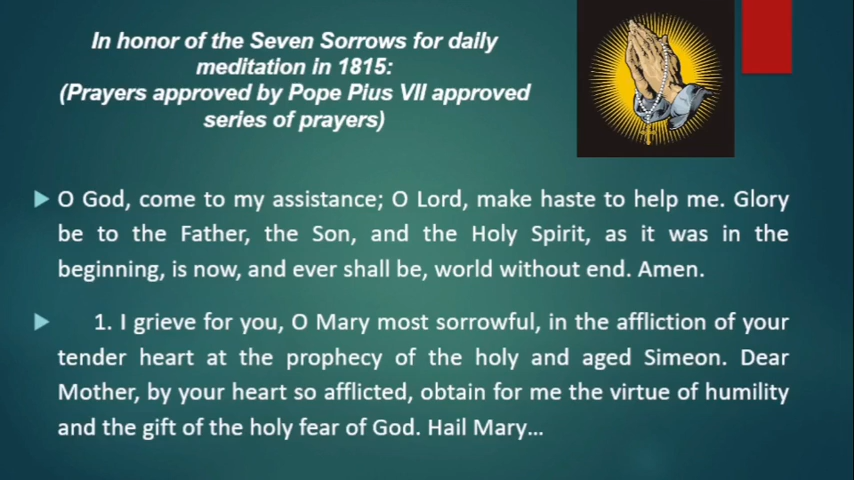 In honor of the Seven Sorrows for daily
meditation in 1815:
(Prayers approved by Pope Pius VII approved
series of prayers)
O God, come to my assistance; O Lord, make haste to help me. Glory
be to the Father, the Son, and the Holy Spirit, as it was in the
beginning, is now, and ever shall be, world without end. Amen.
1. I grieve for you, O Mary most sorrowful, in the affliction of your
tender heart at the prophecy of the holy and aged Simeon. Dear
Mother, by your heart so afflicted, obtain for me the virtue of humility
and the gift of the holy fear of God. Hail Mary…